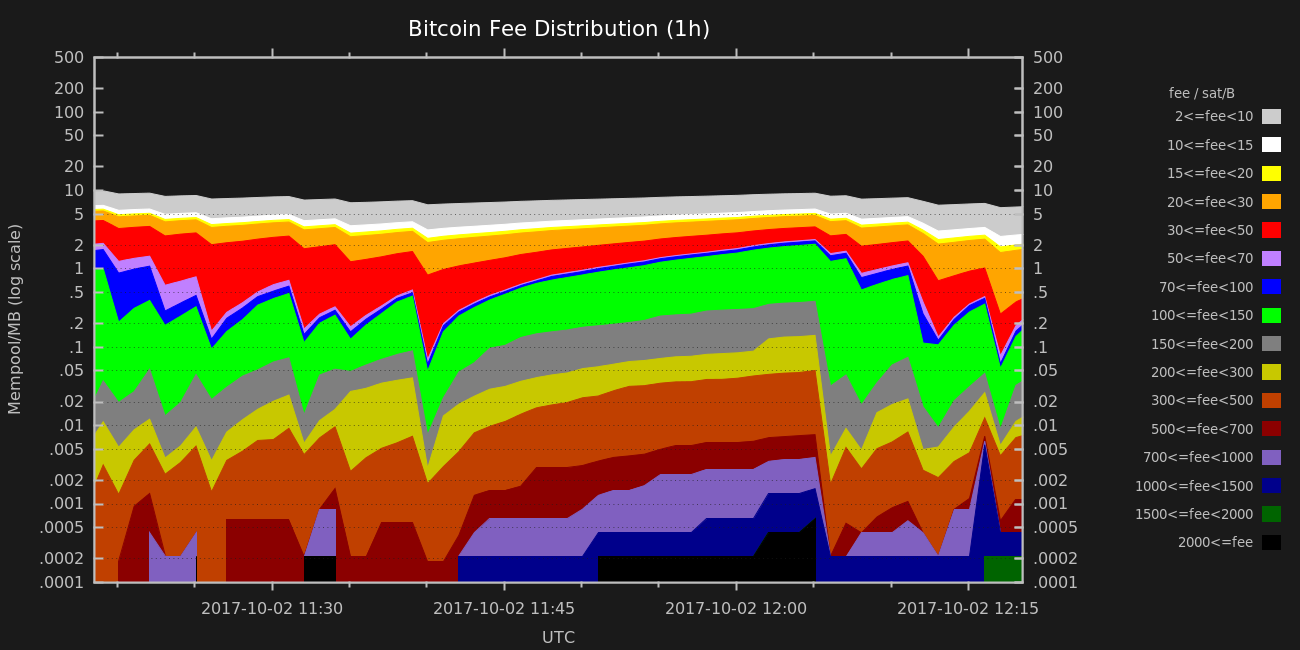 Bitcoin Fee Distribution (1h)
Mempool/MB (log scale)
500
200
100
50
20
10
5
2
1
.5
.2
.1
.05
.02
.01
.005
.002
.001
.0005
.0002
.0001
500
200
100
50
20
10
5
2
1
.5
.2
.1
.05
.02
.01
.005
.002
.001
.0005
.0002
.0001
2017-10-02 11:30
2017-10-02 11:45
2017-10-02 12:00
2017-10-02 12:15
UTC
fee / sat/B
2<=fee<10
10<=fee<15
15<=fee<20
20<=fee<30
30<=fee<50
50<=fee<70
70<=fee<100
100<=fee<150
150<=fee<200
200<=fee<300
300<=fee<500
500<=fee<700
700<=fee<1000
1000<=fee<1500
1500<=fee<2000
2000<=fee